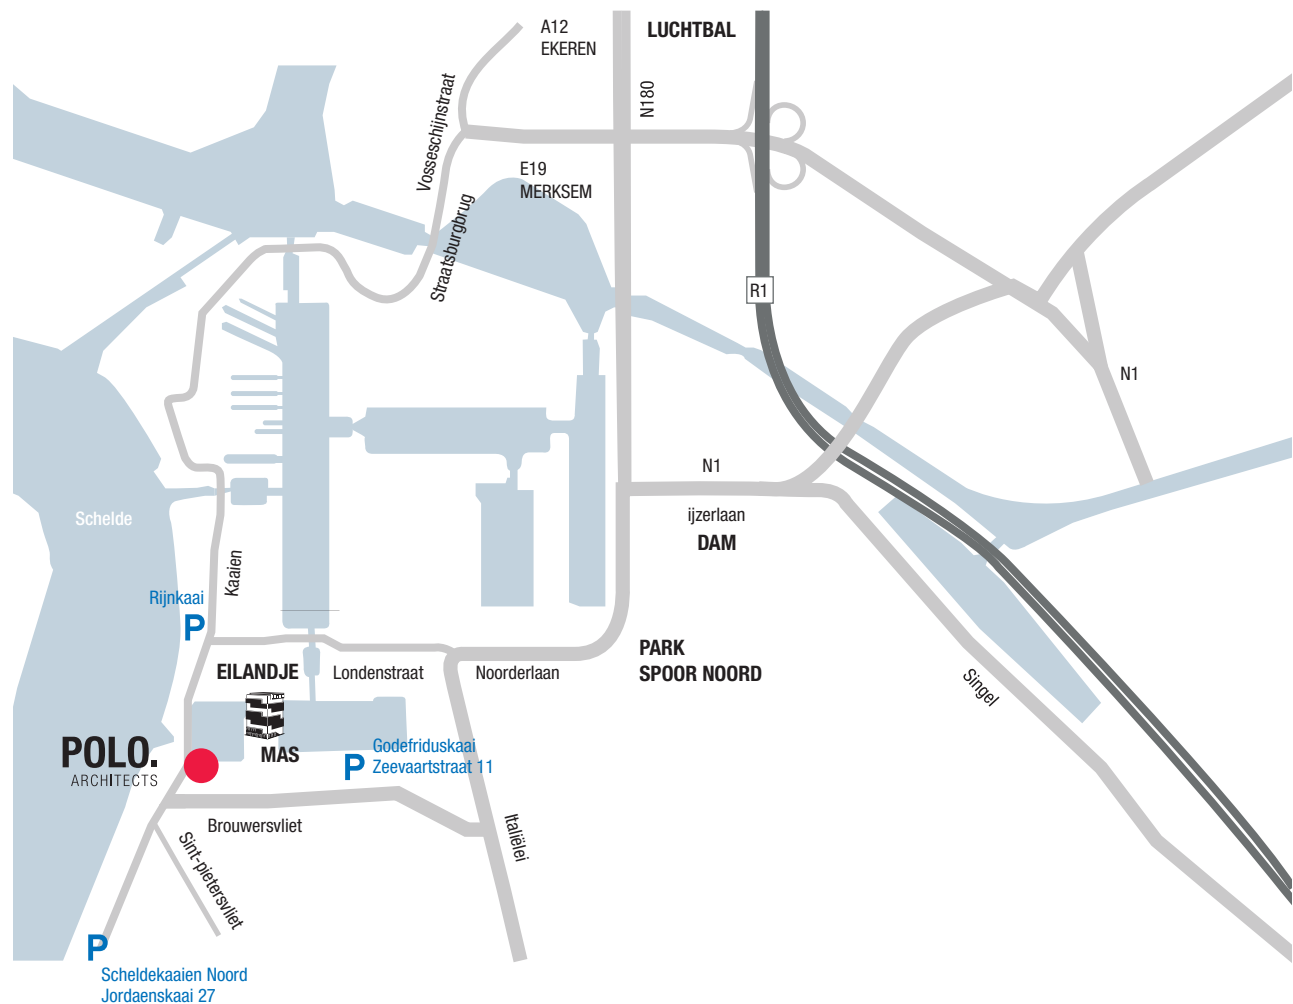 A12
EKEREN
LUCHTBAL
N180
Vosseschijnstraat
E19
MERKSEM
Straatsburgbrug
R1
N1
N1
ijzerlaan
DAM
Schelde
Kaaien
Rijnkaai
P
EILANDJE
Londenstraat
Noorderlaan
PARK
SPOOR NOORD
Singel
MAS
POLO.
ARCHITECTS
P
Godefriduskaai
Zeevaartstraat 11
Brouwersvliet
Italiëlei
Sint-pietersvliet
P
Scheldekaaien Noord
Jordaenskaai 27